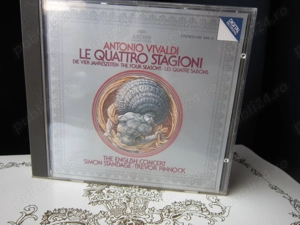 ANTONIO VIVALDI
LE QUATTRO STAGIONI
DIE VIER JAHRESZEITEN · THE FOUR SEASONS · LES QUATRE SAISONS
THE ENGLISH CONCERT
SIMON STANDAGE · TREVOR PINNOCK